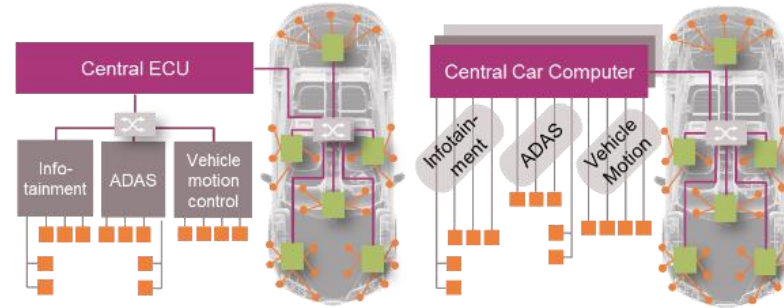 Central ECU
Info-
tainment
ADAS
Vehicle
motion
control
Central Car Computer
Infotain-
ment
ADAS
Vehicle
Motion